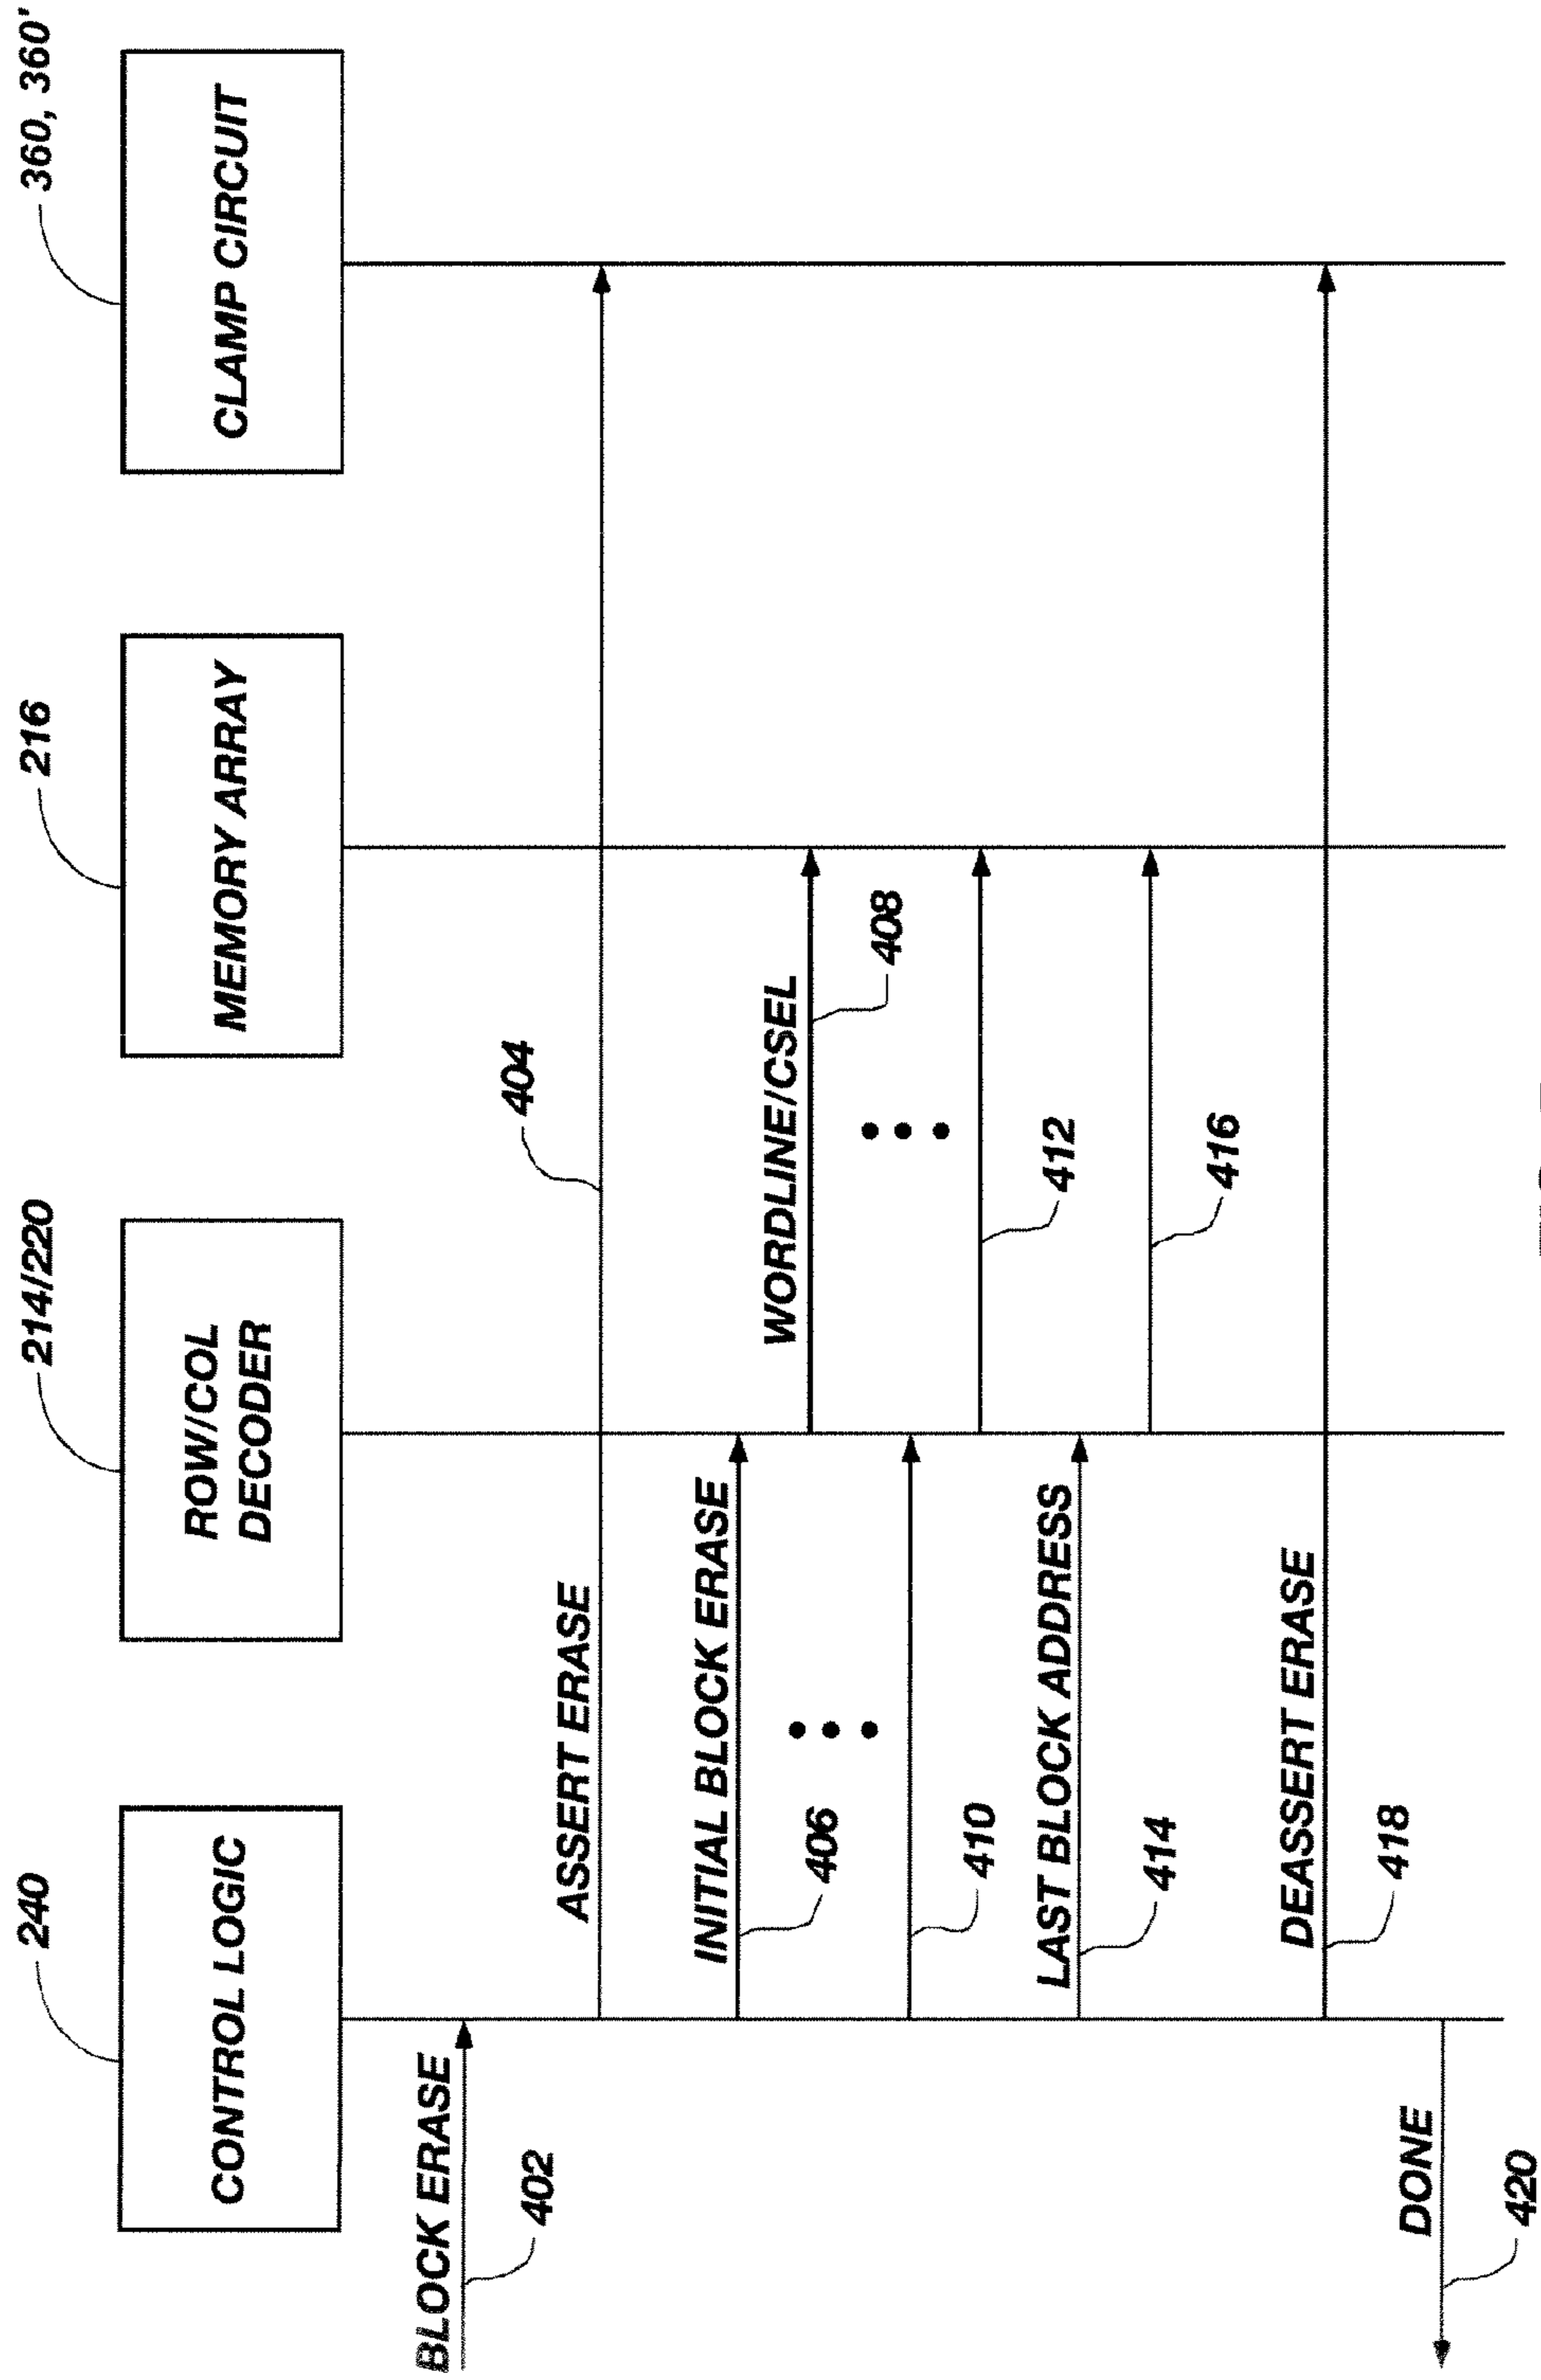 240
214/220
216
360, 360'
CONTROL LOGIC
ROW/COL
DECODER
MEMORY ARRAY
CLAMP CIRCUIT
BLOCK ERASE
402
ASSERT ERASE
404
INITIAL BLOCK ERASE
406
WORDLINE/CSEL
408
410
412
LAST BLOCK ADDRESS
414
416
DEASSERT ERASE
418
DONE
420